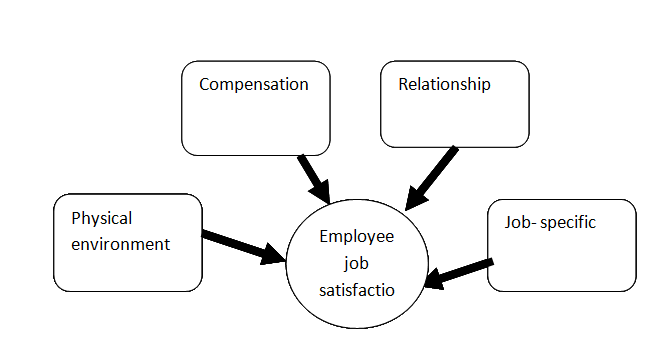 Compensation
Relationship
Physical
environment
Employee
job
satisfactio
Job- specific